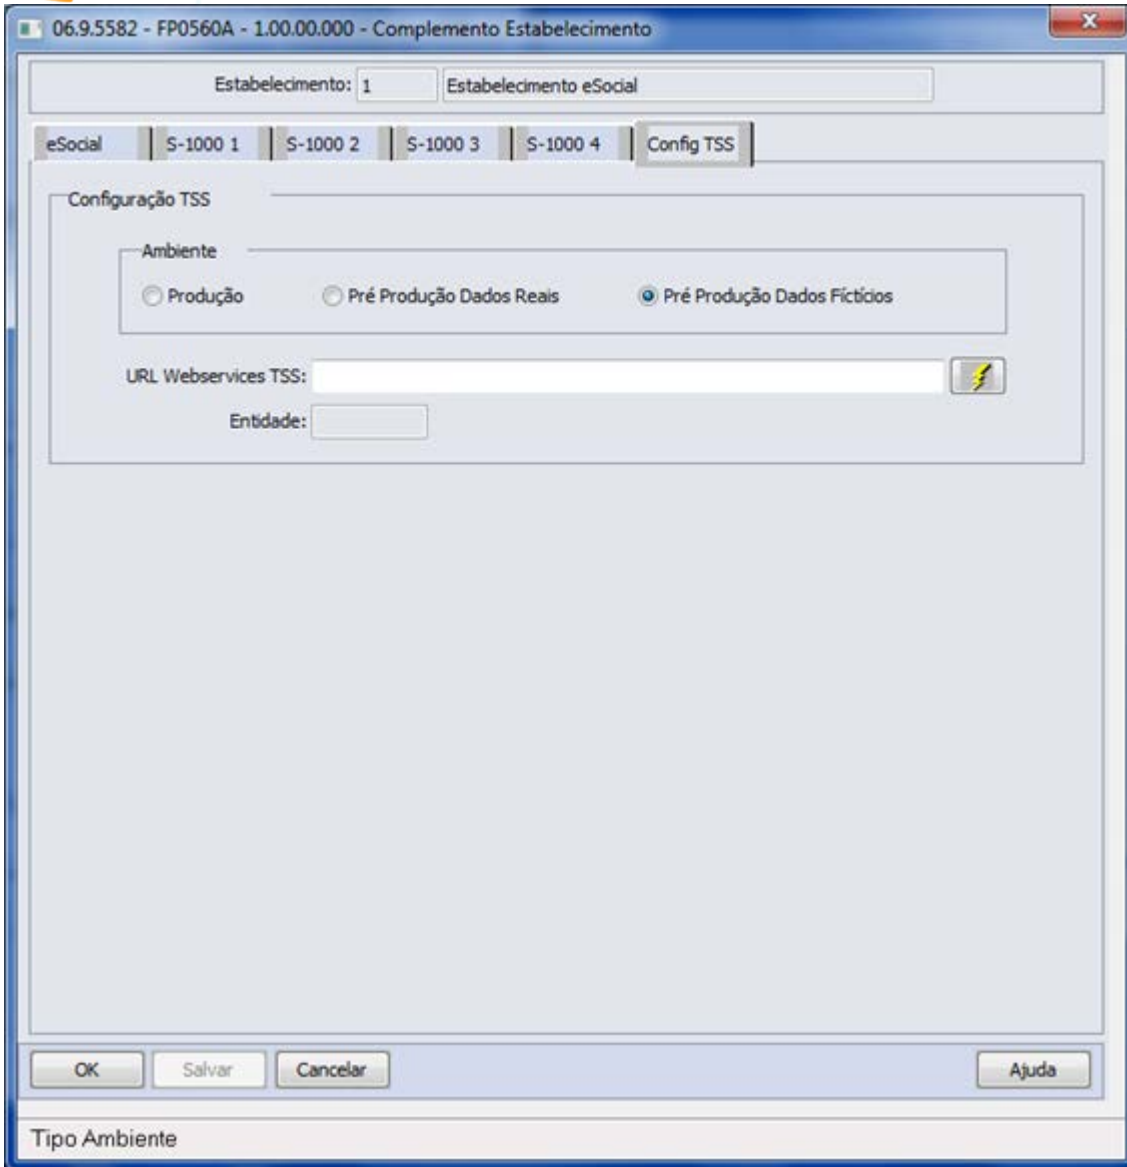 06.9.5582 - FP0560A - 1.00.00.000 - Complemento Estabelecimento
Estabelecimento: 1 Estabelecimento eSocial
eSocial S-1000 1 S-1000 2 S-1000 3 S-1000 4 Config TSS
Configuração TSS
Ambiente
Produção Pré Produção Dados Reais Pré Produção Dados Fíctícios
URL Webservices TSS:
Entidade:
OK Salvar Cancelar Ajuda
Tipo Ambiente